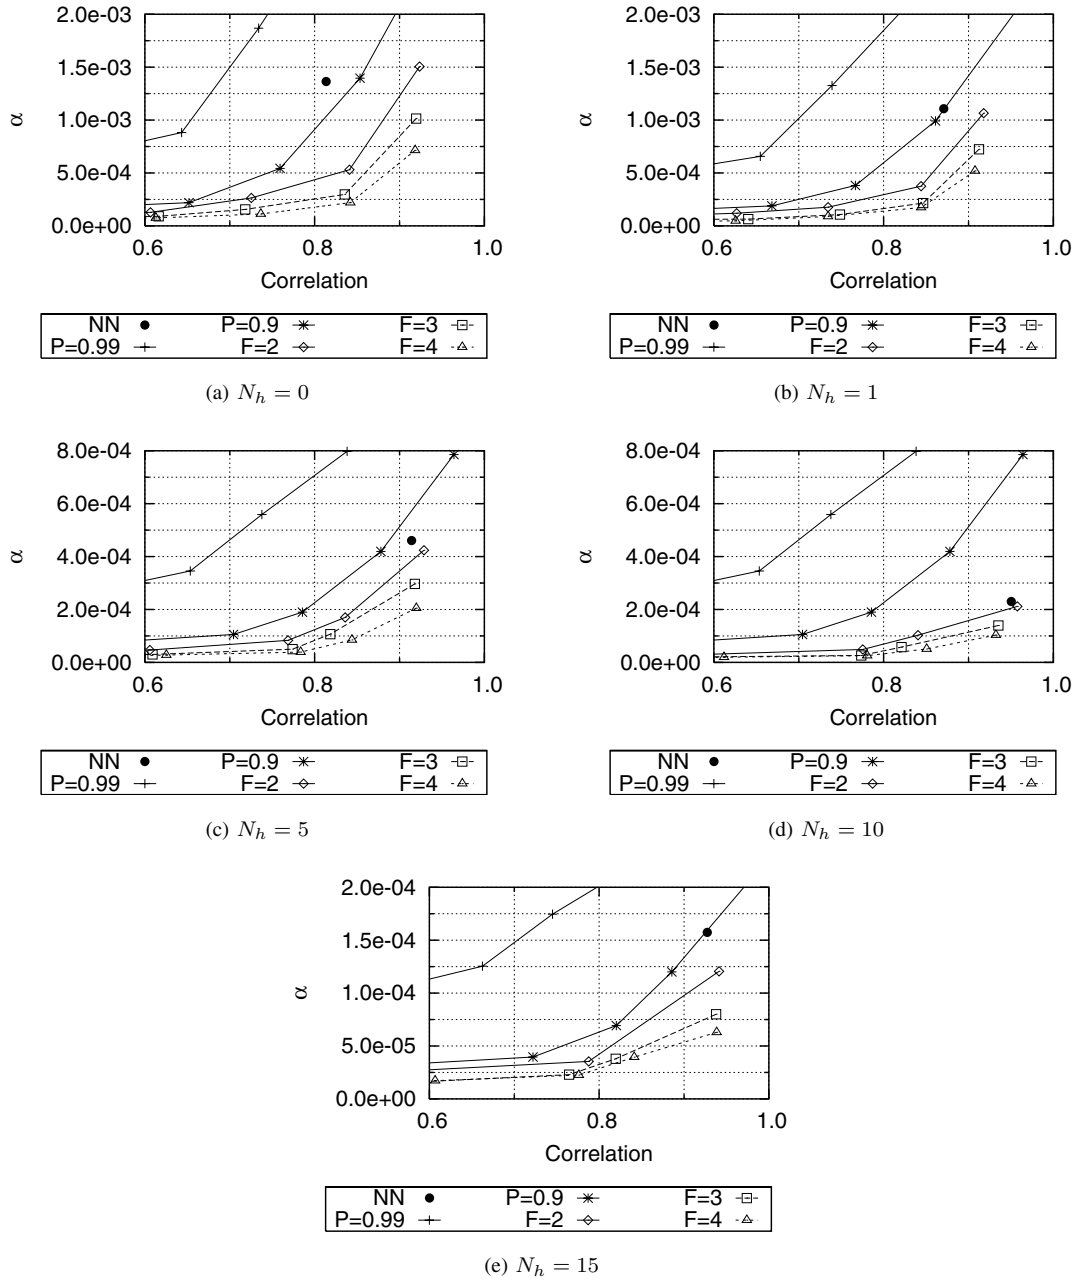 2.0e-03
1.5e-03
1.0e-03
5.0e-04
0.0e+00
α
0.6 0.8 1.0
Correlation
NN P=0.9 F=3
P=0.99 F=2 F=4
(a) N_h = 0
2.0e-03
1.5e-03
1.0e-03
5.0e-04
0.0e+00
α
0.6 0.8 1.0
Correlation
NN P=0.9 F=3
P=0.99 F=2 F=4
(b) N_h = 1
8.0e-04
6.0e-04
4.0e-04
2.0e-04
0.0e+00
α
0.6 0.8 1.0
Correlation
NN P=0.9 F=3
P=0.99 F=2 F=4
(c) N_h = 5
8.0e-04
6.0e-04
4.0e-04
2.0e-04
0.0e+00
α
0.6 0.8 1.0
Correlation
NN P=0.9 F=3
P=0.99 F=2 F=4
(d) N_h = 10
2.0e-04
1.5e-04
1.0e-04
5.0e-05
0.0e+00
α
0.6 0.8 1.0
Correlation
NN P=0.9 F=3
P=0.99 F=2 F=4
(e) N_h = 15